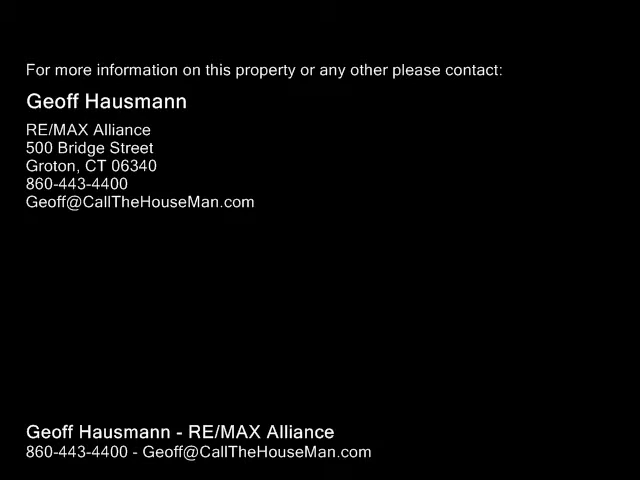 For more information on this property or any other please contact:
Geoff Hausmann
RE/MAX Alliance
500 Bridge Street
Groton, CT 06340
860-443-4400
Geoff@CallTheHouseMan.com
Geoff Hausmann - RE/MAX Alliance
860-443-4400 - Geoff@CallTheHouseMan.com